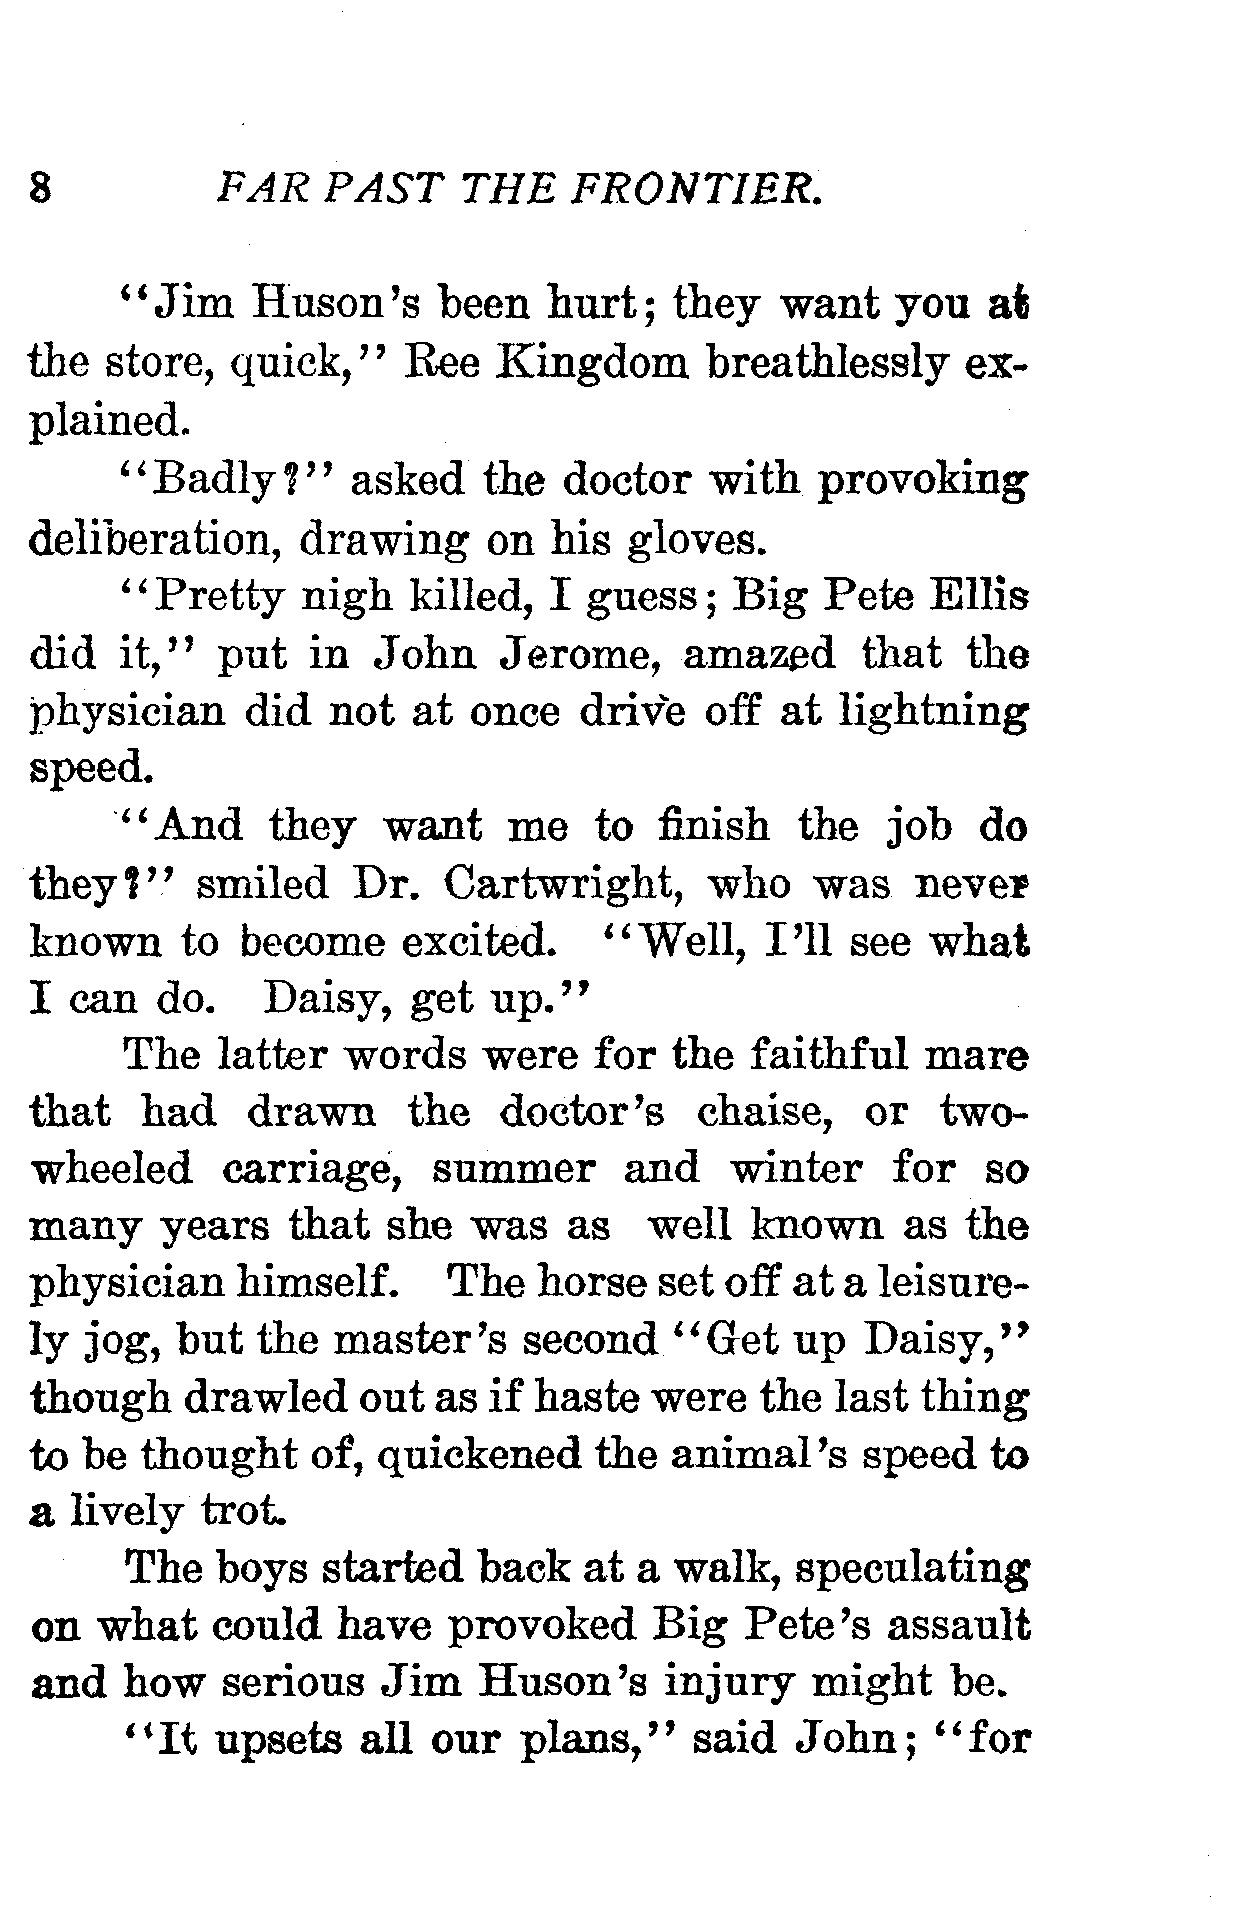 8 FAR PAST THE FRONTIER.
"Jim Huson's been hurt; they want you at
the store, quick," Ree Kingdom breathlessly ex-
plained.
"Badly?" asked the doctor with provoking
deliberation, drawing on his gloves.
"Pretty nigh killed, I guess; Big Pete Ellis
did it," put in John Jerome, amazed that the
physician did not at once drive off at lightning
speed.
"And they want me to finish the job do
they?" smiled Dr. Cartwright, who was never
known to become excited. "Well, I'll see what
I can do. Daisy, get up."
The latter words were for the faithful mare
that had drawn the doctor's chaise, or two-
wheeled carriage, summer and winter for so
many years that she was as well known as the
physician himself. The horse set off at a leisure-
ly jog, but the master's second "Get up Daisy,"
though drawled out as if haste were the last thing
to be thought of, quickened the animal's speed to
a lively trot.
The boys started back at a walk, speculating
on what could have provoked Big Pete's assault
and how serious Jim Huson's injury might be.
"It upsets all our plans," said John; "for